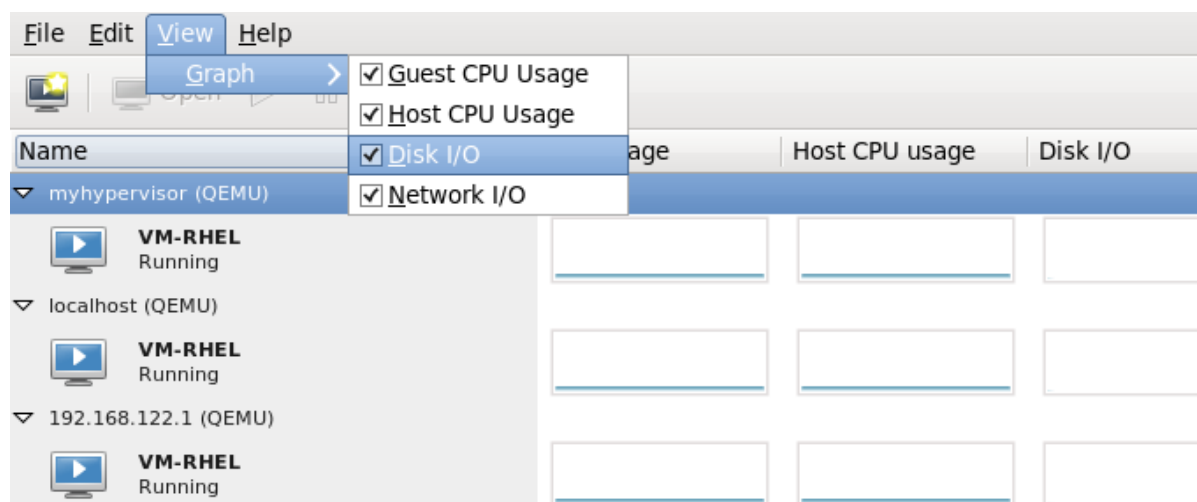 File Edit View Help
Graph
Guest CPU Usage
Host CPU Usage
Disk I/O
Network I/O
Open
Name
age Host CPU usage Disk I/O
myhypervisor (QEMU)
VM-RHEL
Running
localhost (QEMU)
VM-RHEL
Running
192.168.122.1 (QEMU)
VM-RHEL
Running